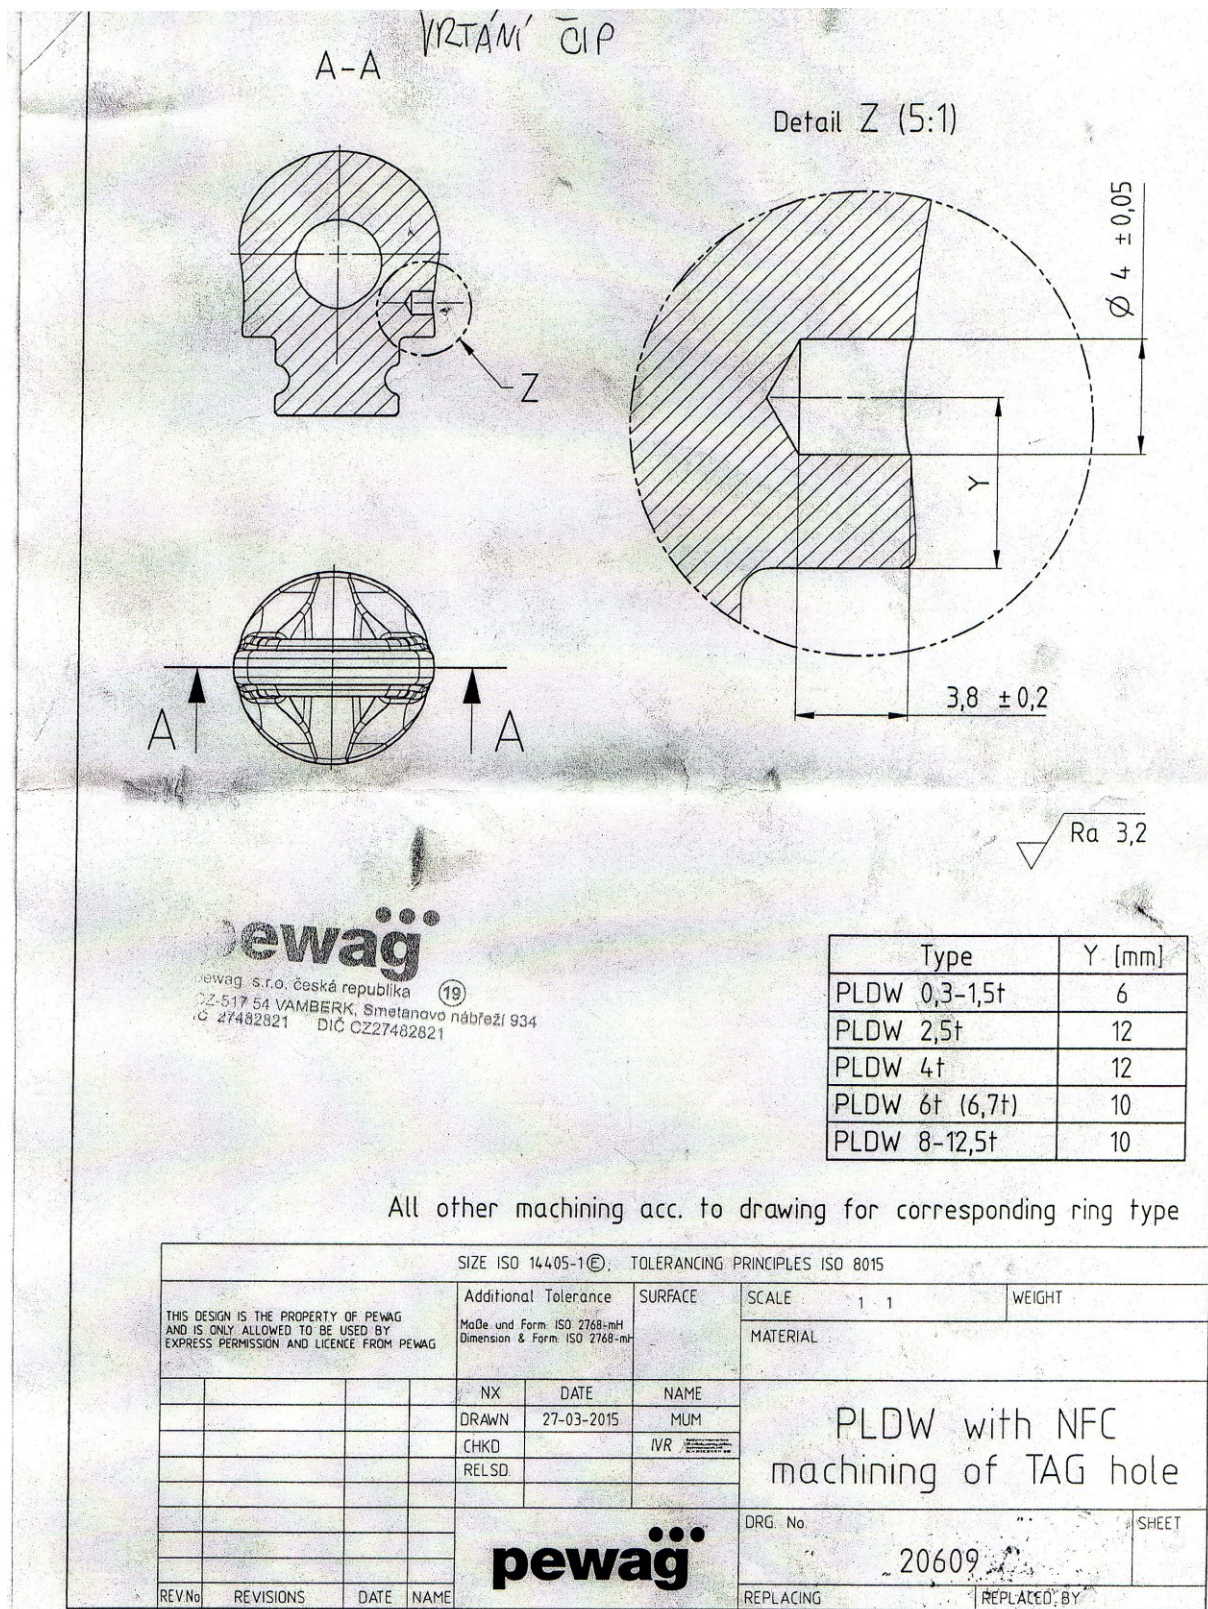 VRTÁNÍ ČIP
A-A
Detail Z (5:1)
Ø 4 ±0,05
Z
Y
3,8 ±0,2
A A
Ra 3,2
pewag
pewag s.r.o. česká republika 19
CZ-517 54 VAMBERK, Smetanovo nábřeží 934
IČ 27482821 DIČ CZ27482821
Type Y [mm]
PLDW 0,3-1,5t 6
PLDW 2,5t 12
PLDW 4t 12
PLDW 6t (6,7t) 10
PLDW 8-12,5t 10
All other machining acc. to drawing for corresponding ring type
SIZE ISO 14405-1Ⓔ, TOLERANCING PRINCIPLES ISO 8015
THIS DESIGN IS THE PROPERTY OF PEWAG
AND IS ONLY ALLOWED TO BE USED BY
EXPRESS PERMISSION AND LICENCE FROM PEWAG
Additional Tolerance
Maße und Form: ISO 2768-mH
Dimension & Form: ISO 2768-mH
SURFACE
SCALE 1 1
WEIGHT
MATERIAL
NX DATE NAME
DRAWN 27-03-2015 MUM
CHKD IVR
RELSD.
PLDW with NFC
machining of TAG hole
DRG. No. SHEET
20609
pewag
REV.No REVISIONS DATE NAME
REPLACING REPLACED BY